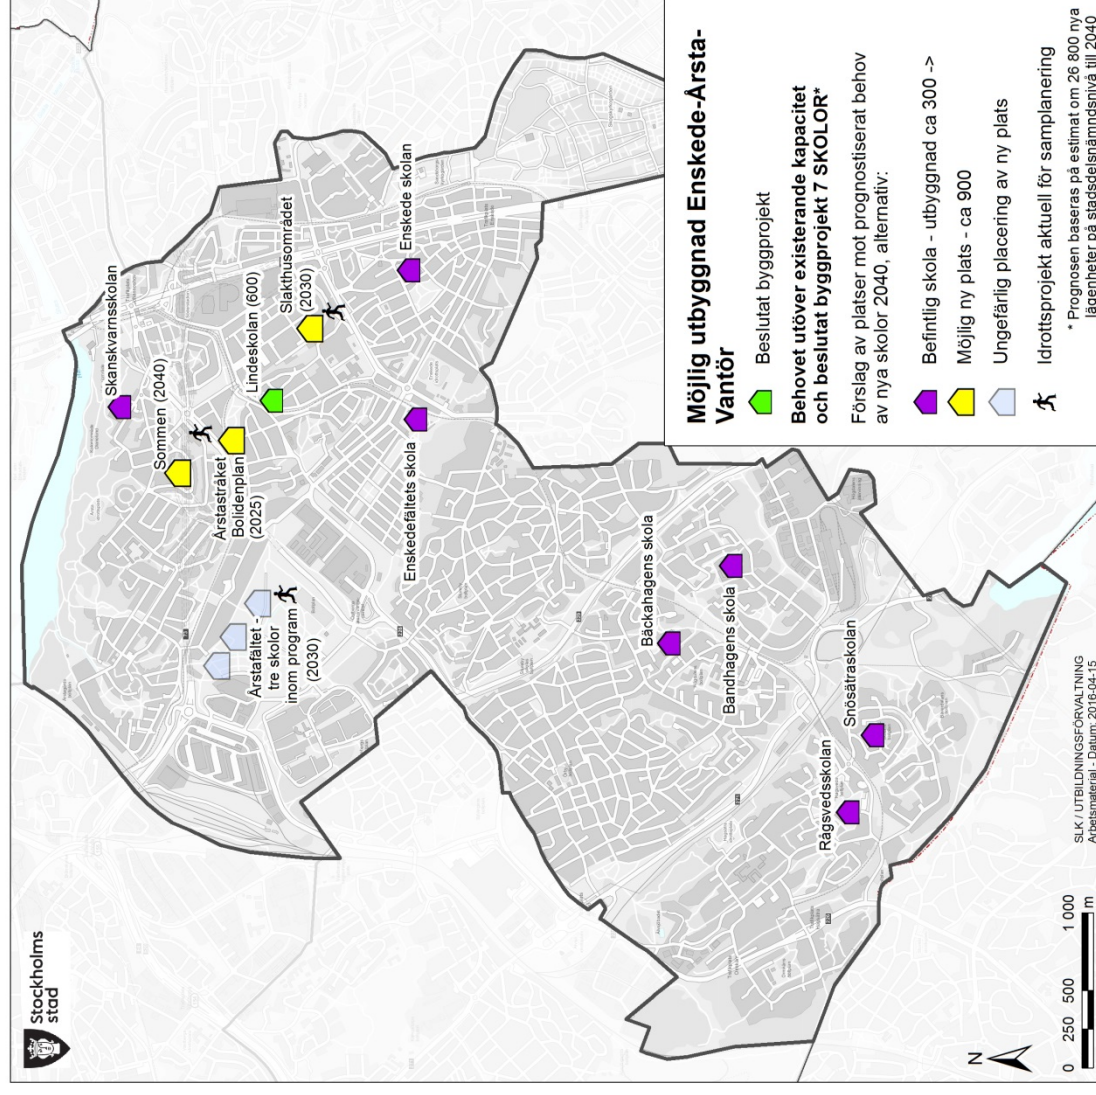 Stockholms
stad
Skanskvarnsskolan
Sommen (2040)
Årstastråket
Bolidenplan
(2025)
Lindeskolan (600)
Slakthusområdet
(2030)
Enskede skolan
Årstafältet -
tre skolor
inom program
(2030)
Enskedefältets skola
Bäckahagens skola
Bandhagens skola
Snösätraskolan
Rågsvedsskolan
Möjlig utbyggnad Enskede-Årsta-
Vantör
Beslutat byggprojekt
Behovet utöver existerande kapacitet
och beslutat byggprojekt 7 SKOLOR*
Förslag av platser mot prognostiserat behov
av nya skolor 2040, alternativ:
Befintlig skola - utbyggnad ca 300 ->
Möjlig ny plats - ca 900
Ungefärlig placering av ny plats
Idrottsprojekt aktuell för samplanering
* Prognosen baseras på estimat om 26 800 nya
lägenheter på stadsdelsnämndsnivå till 2040
N
0 250 500 1 000
m
SLK / UTBILDNINGSFÖRVALTNING
Arbetsmaterial - Datum: 2016-04-15